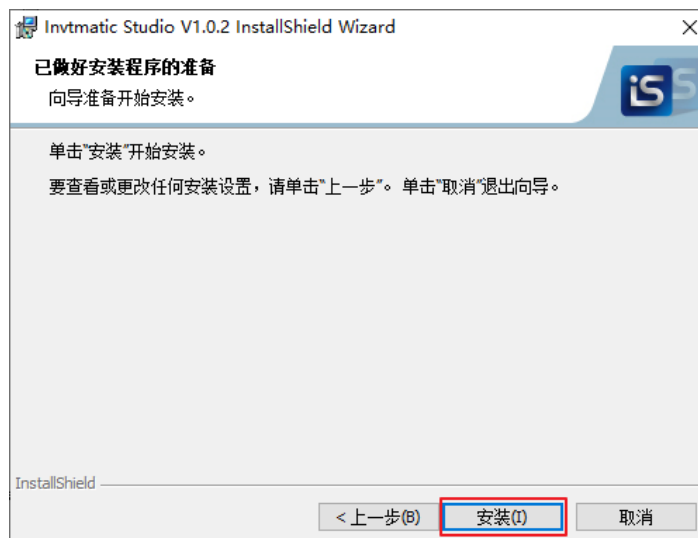 Invtmatic Studio V1.0.2 InstallShield Wizard
已做好安装程序的准备
向导准备开始安装。
iS
单击"安装"开始安装。
要查看或更改任何安装设置，请单击"上一步"。单击"取消"退出向导。
InstallShield
< 上一步(B)
安装(I)
取消